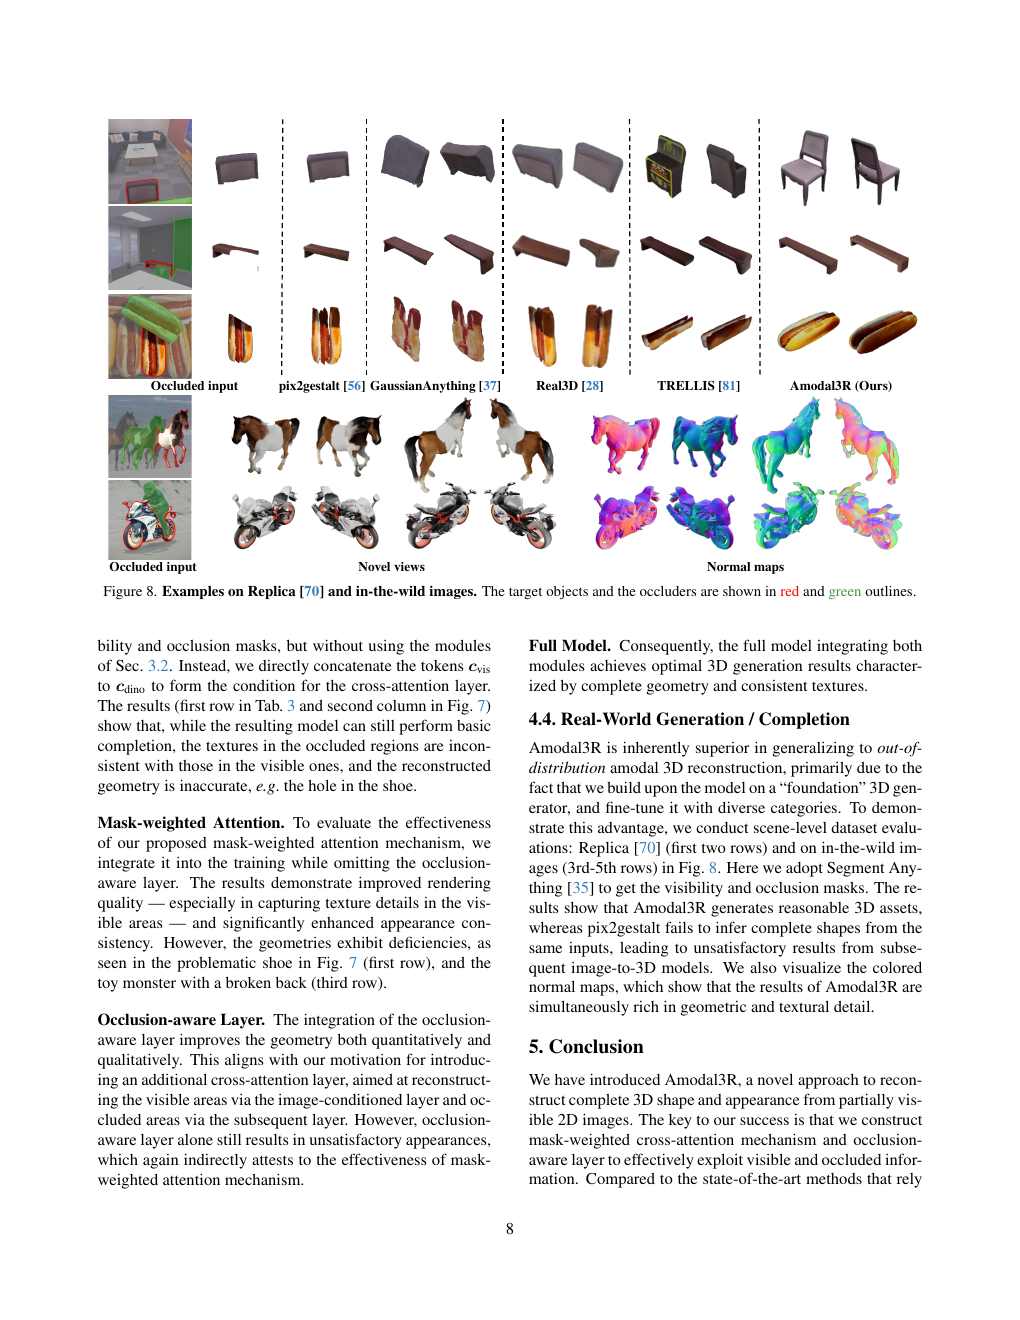 Occluded input pix2gestalt [56] GaussianAnything [37] Real3D [28] TRELLIS [81] Amodal3R (Ours)
Occluded input Novel views Normal maps
Figure 8. Examples on Replica [70] and in-the-wild images. The target objects and the occluders are shown in red and green outlines.
bility and occlusion masks, but without using the modules
of Sec. 3.2. Instead, we directly concatenate the tokens c_vis
to c_dino to form the condition for the cross-attention layer.
The results (first row in Tab. 3 and second column in Fig. 7)
show that, while the resulting model can still perform basic
completion, the textures in the occluded regions are incon-
sistent with those in the visible ones, and the reconstructed
geometry is inaccurate, e.g. the hole in the shoe.
Mask-weighted Attention. To evaluate the effectiveness
of our proposed mask-weighted attention mechanism, we
integrate it into the training while omitting the occlusion-
aware layer. The results demonstrate improved rendering
quality — especially in capturing texture details in the vis-
ible areas — and significantly enhanced appearance con-
sistency. However, the geometries exhibit deficiencies, as
seen in the problematic shoe in Fig. 7 (first row), and the
toy monster with a broken back (third row).
Occlusion-aware Layer. The integration of the occlusion-
aware layer improves the geometry both quantitatively and
qualitatively. This aligns with our motivation for introduc-
ing an additional cross-attention layer, aimed at reconstruct-
ing the visible areas via the image-conditioned layer and oc-
cluded areas via the subsequent layer. However, occlusion-
aware layer alone still results in unsatisfactory appearances,
which again indirectly attests to the effectiveness of mask-
weighted attention mechanism.
Full Model. Consequently, the full model integrating both
modules achieves optimal 3D generation results character-
ized by complete geometry and consistent textures.
4.4. Real-World Generation / Completion
Amodal3R is inherently superior in generalizing to out-of-
distribution amodal 3D reconstruction, primarily due to the
fact that we build upon the model on a “foundation” 3D gen-
erator, and fine-tune it with diverse categories. To demon-
strate this advantage, we conduct scene-level dataset evalu-
ations: Replica [70] (first two rows) and on in-the-wild im-
ages (3rd-5th rows) in Fig. 8. Here we adopt Segment Any-
thing [35] to get the visibility and occlusion masks. The re-
sults show that Amodal3R generates reasonable 3D assets,
whereas pix2gestalt fails to infer complete shapes from the
same inputs, leading to unsatisfactory results from subse-
quent image-to-3D models. We also visualize the colored
normal maps, which show that the results of Amodal3R are
simultaneously rich in geometric and textural detail.
5. Conclusion
We have introduced Amodal3R, a novel approach to recon-
struct complete 3D shape and appearance from partially vis-
ible 2D images. The key to our success is that we construct
mask-weighted cross-attention mechanism and occlusion-
aware layer to effectively exploit visible and occluded infor-
mation. Compared to the state-of-the-art methods that rely
8